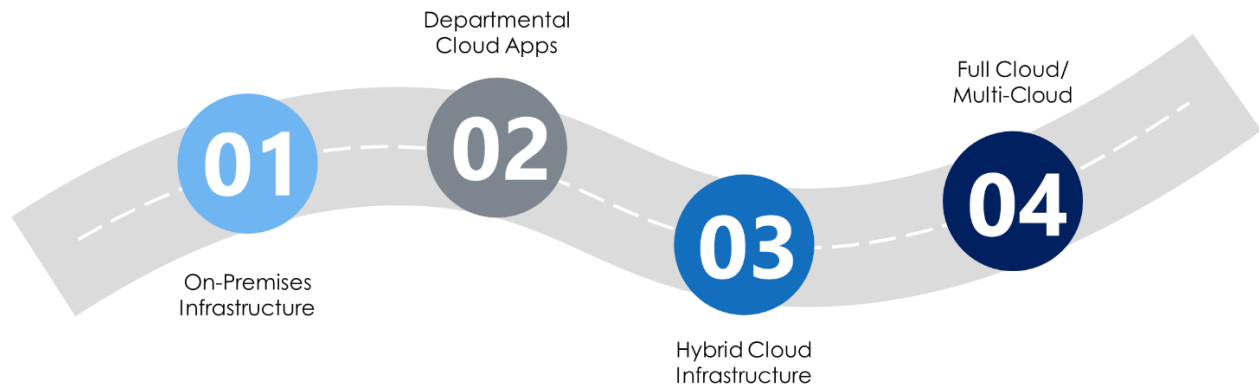 01
On-Premises
Infrastructure
Departmental
Cloud Apps
02
03
Hybrid Cloud
Infrastructure
Full Cloud/
Multi-Cloud
04